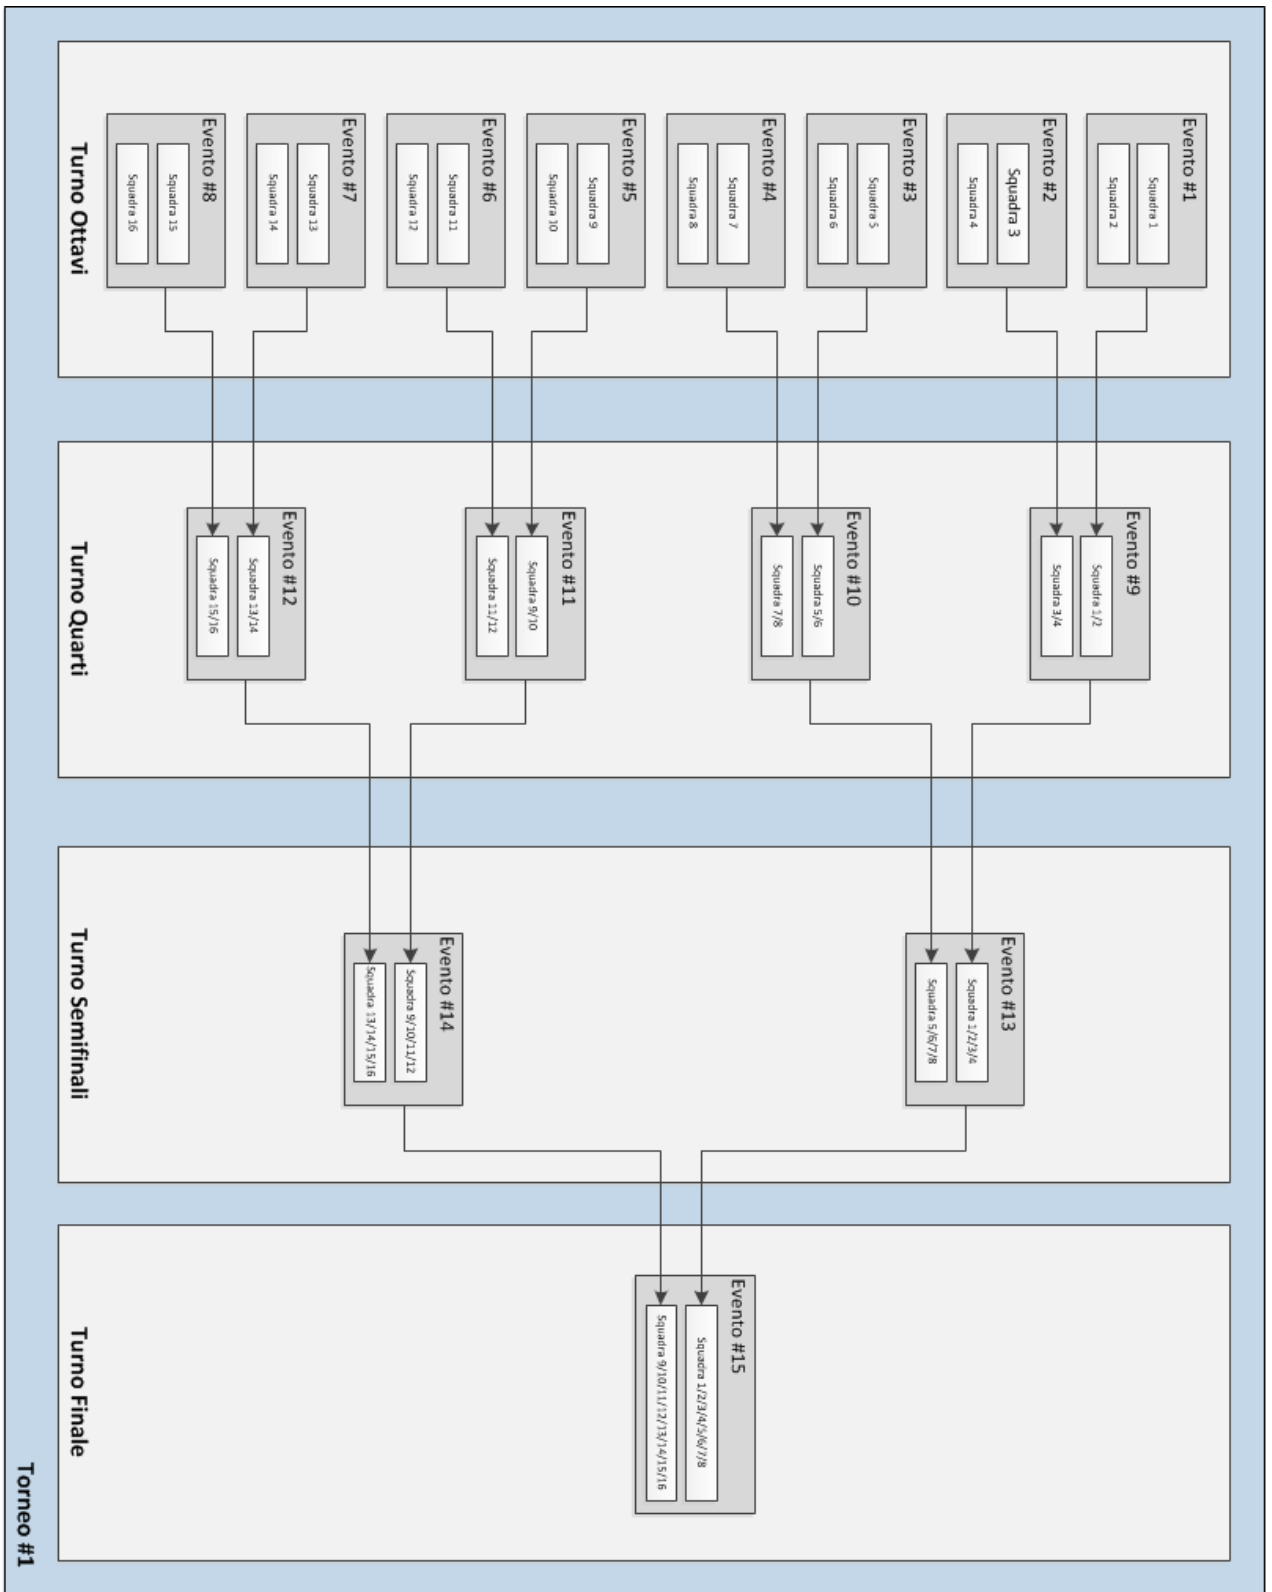 Evento #1
Squadra 1
Squadra 2
Evento #2
Squadra 3
Squadra 4
Evento #3
Squadra 5
Squadra 6
Evento #4
Squadra 7
Squadra 8
Evento #5
Squadra 9
Squadra 10
Evento #6
Squadra 11
Squadra 12
Evento #7
Squadra 13
Squadra 14
Evento #8
Squadra 15
Squadra 16
Turno Ottavi
Evento #9
Squadra 1/2
Squadra 3/4
Evento #10
Squadra 5/6
Squadra 7/8
Evento #11
Squadra 9/10
Squadra 11/12
Evento #12
Squadra 13/14
Squadra 15/16
Turno Quarti
Evento #13
Squadra 1/2/3/4
Squadra 5/6/7/8
Evento #14
Squadra 9/10/11/12
Squadra 13/14/15/16
Turno Semifinali
Evento #15
Squadra 1/2/3/4/5/6/7/8
Squadra 9/10/11/12/13/14/15/16
Turno Finale
Torneo #1